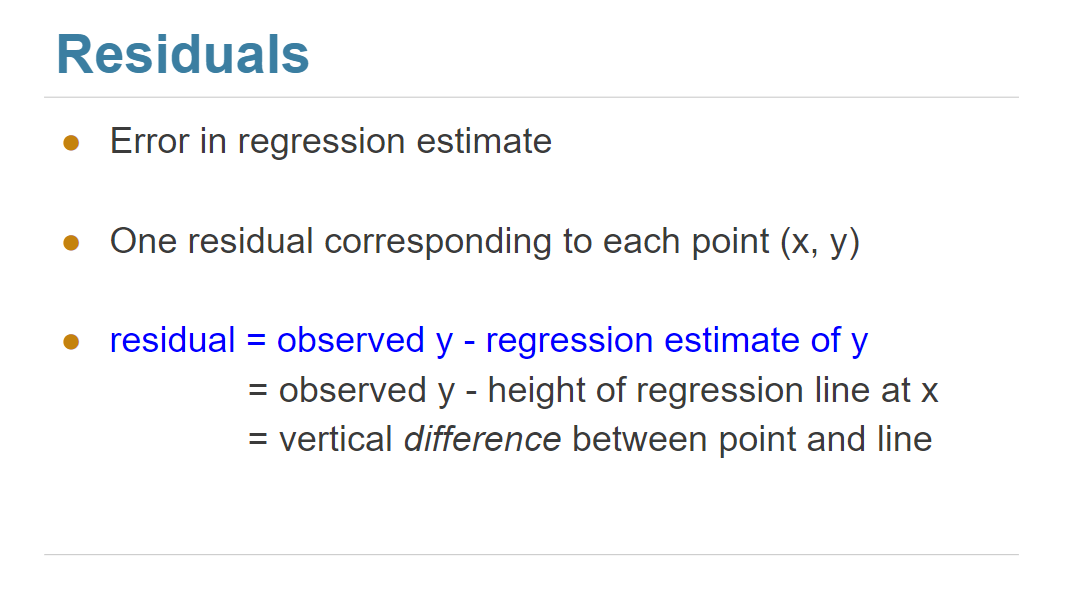 Residuals
● Error in regression estimate
● One residual corresponding to each point (x, y)
● residual = observed y - regression estimate of y
= observed y - height of regression line at x
= vertical difference between point and line